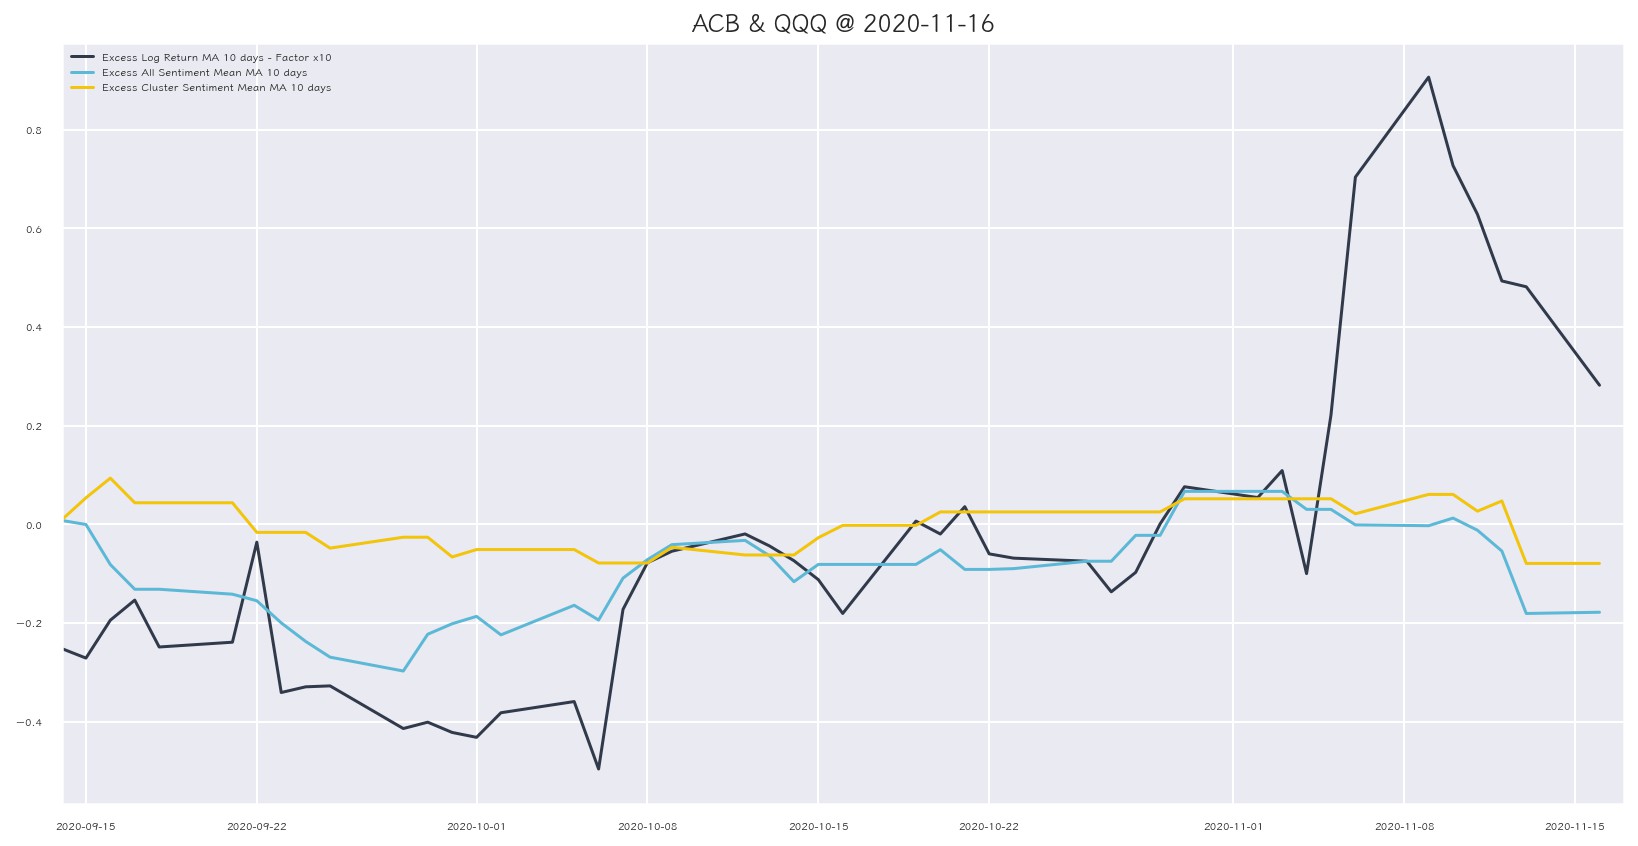 ACB & QQQ @ 2020-11-16
Excess Log Return MA 10 days - Factor x10
Excess All Sentiment Mean MA 10 days
Excess Cluster Sentiment Mean MA 10 days
0.8
0.6
0.4
0.2
0.0
−0.2
−0.4
2020-09-15 2020-09-22 2020-10-01 2020-10-08 2020-10-15 2020-10-22 2020-11-01 2020-11-08 2020-11-15